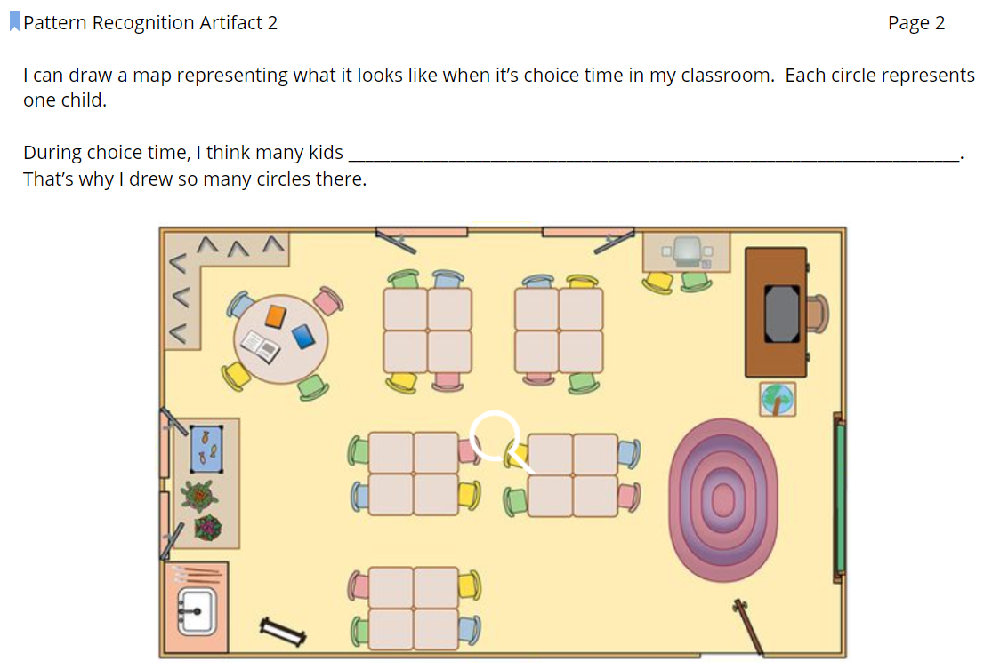 Pattern Recognition Artifact 2 Page 2
I can draw a map representing what it looks like when it’s choice time in my classroom.  Each circle represents
one child.
During choice time, I think many kids ______________________________________________________________.
That’s why I drew so many circles there.